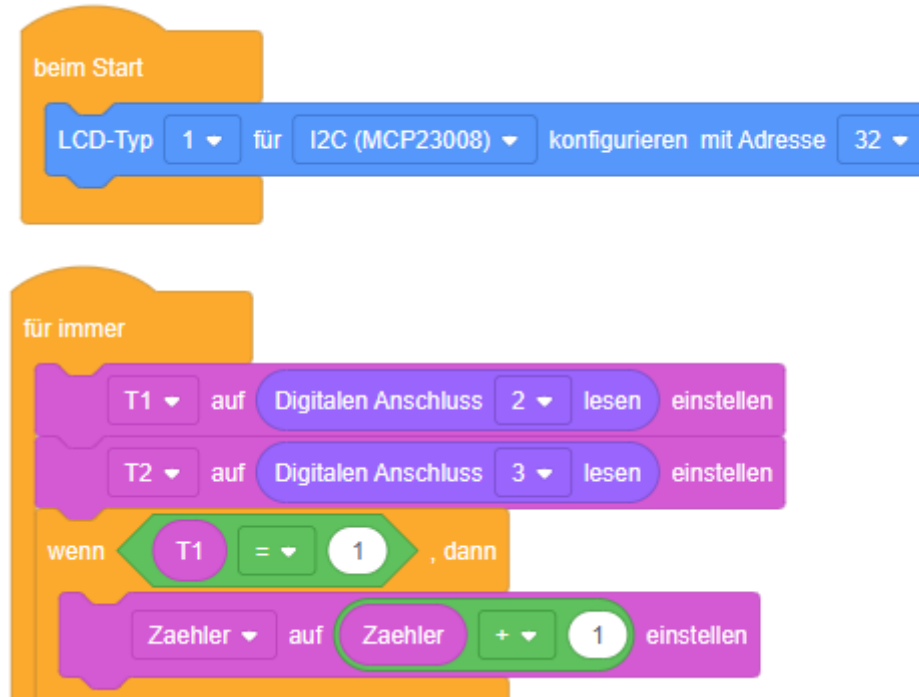 beim Start
LCD-Typ 1 für I2C (MCP23008) konfigurieren mit Adresse 32
für immer
T1 auf Digitalen Anschluss 2 lesen einstellen
T2 auf Digitalen Anschluss 3 lesen einstellen
wenn T1 = 1 , dann
Zaehler auf Zaehler + 1 einstellen